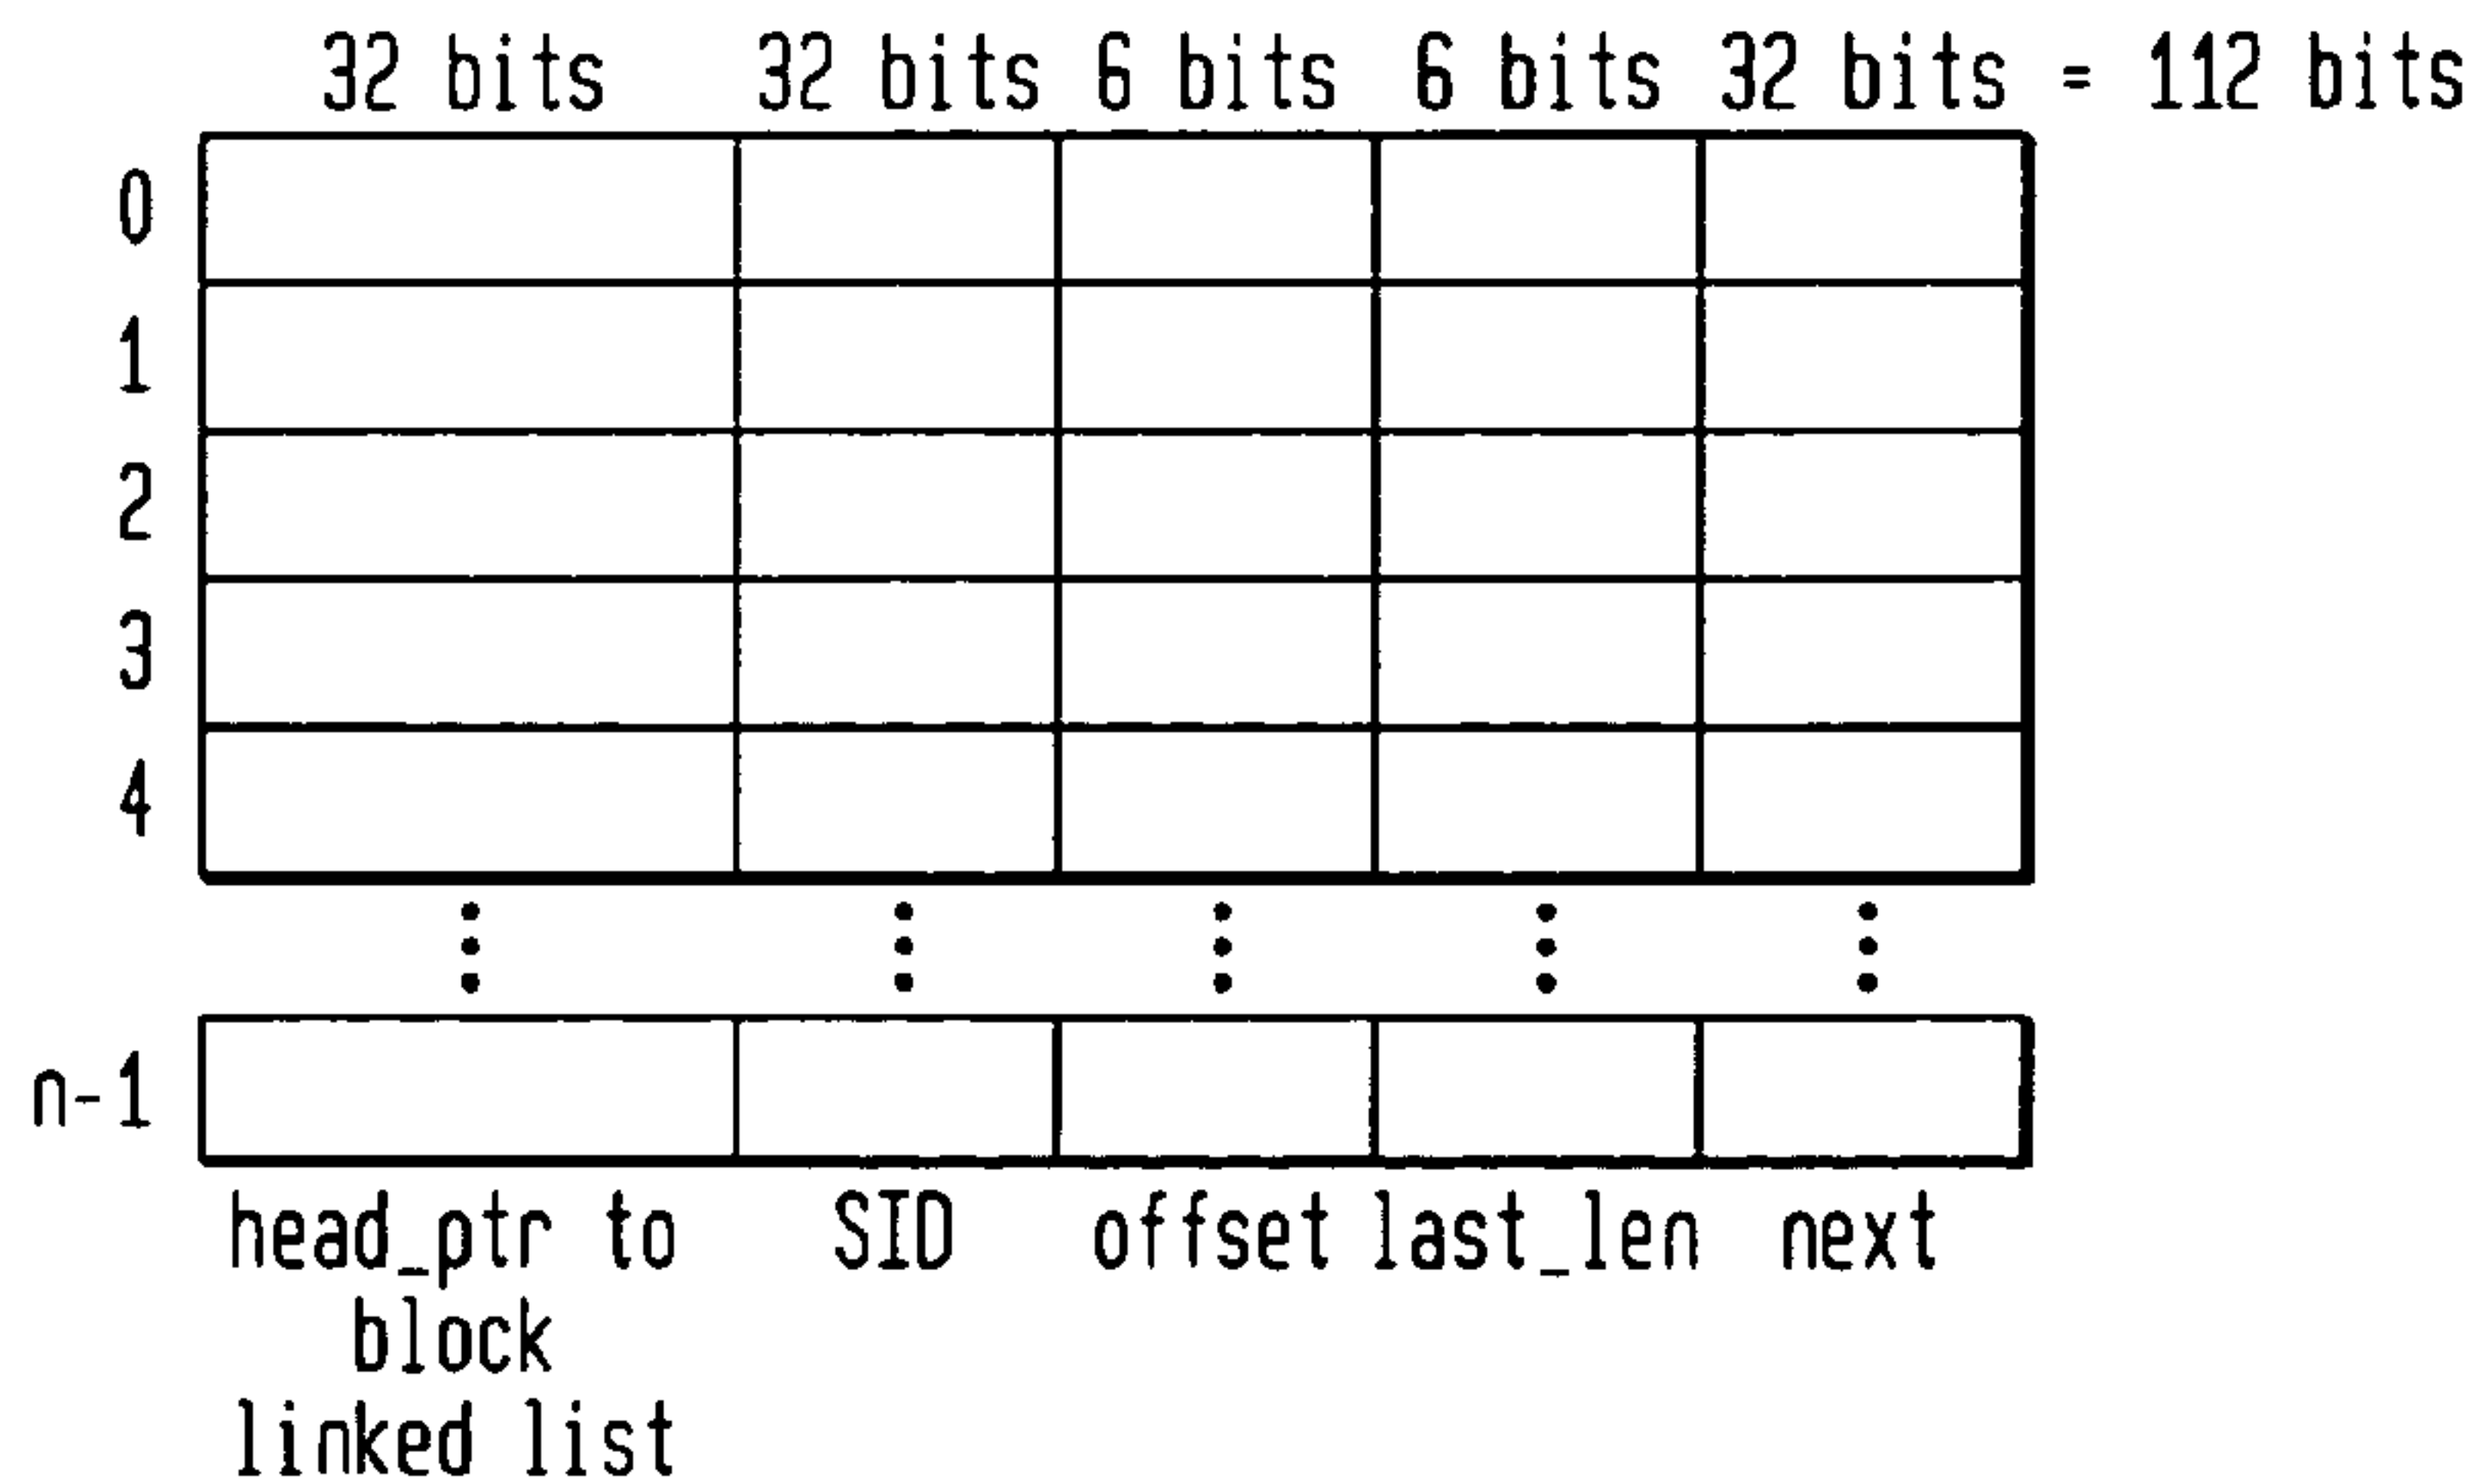 32 bits 32 bits 6 bits 6 bits 32 bits = 112 bits
0
1
2
3
4
n-1
head_ptr to SID offset last_len next
block
linked list